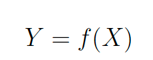 Y = f(X)